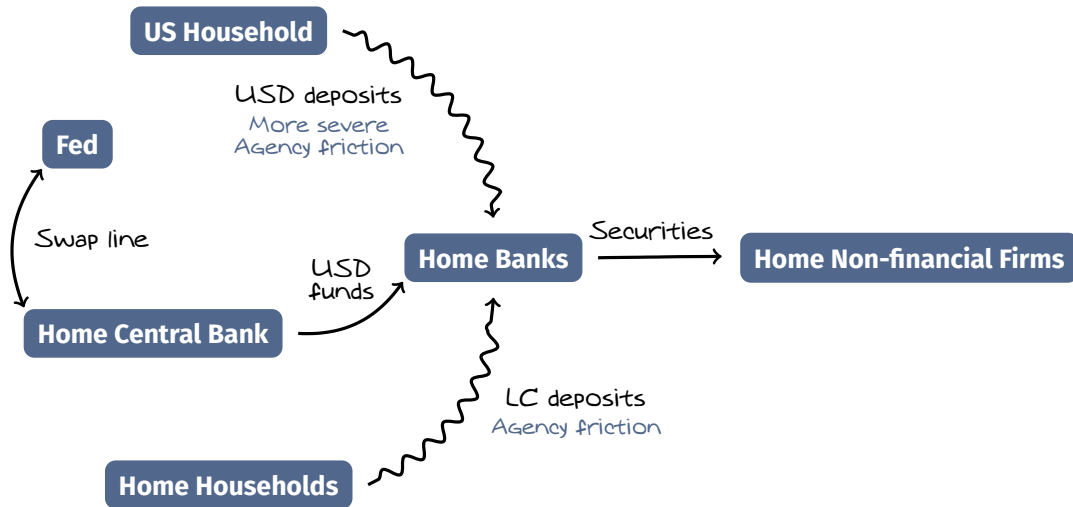 US Household
USD deposits
More severe
Agency friction
Fed
Swap line
USD
funds
Home Banks
Securities
Home Non-financial Firms
Home Central Bank
LC deposits
Agency friction
Home Households